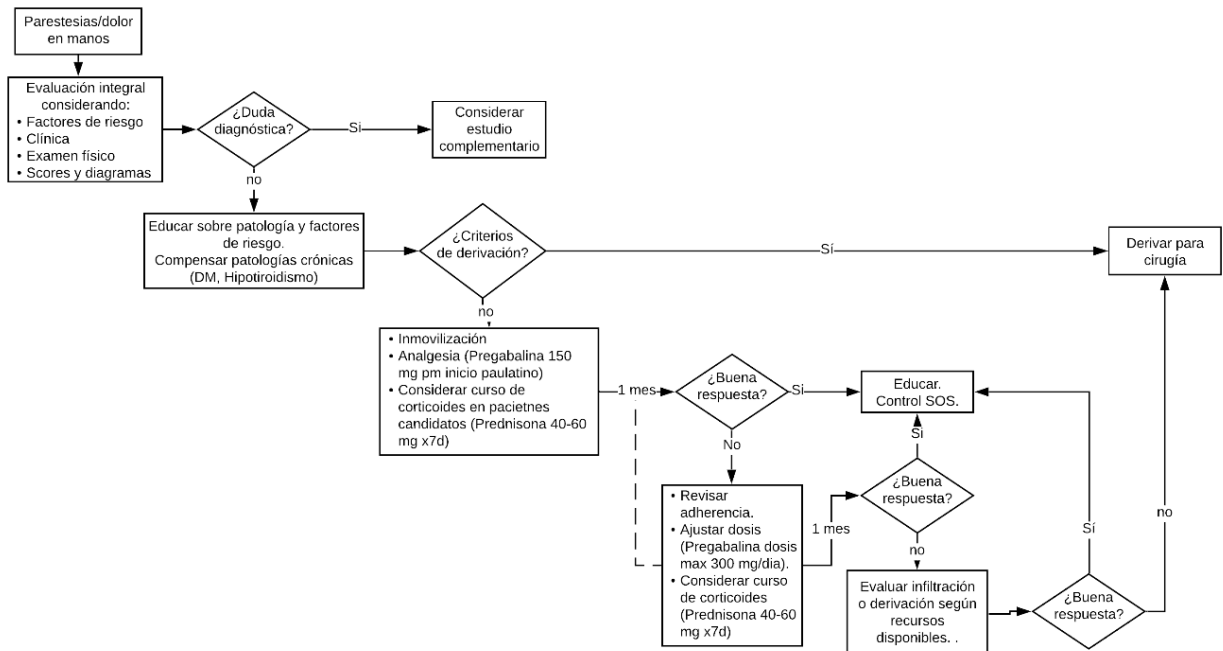 Parestesias/dolor
en manos
Evaluación integral
considerando:
• Factores de riesgo
• Clínica
• Examen físico
• Scores y diagramas
¿Duda
diagnóstica?
Si
Considerar
estudio
complementario
no
Educar sobre patología y factores
de riesgo.
Compensar patologías crónicas
(DM, Hipotiroidismo)
¿Criterios
de derivación?
Sí
Derivar para
cirugía
no
• Inmovilización
• Analgesia (Pregabalina 150
mg pm inicio paulatino)
• Considerar curso de
corticoides en pacietnes
candidatos (Prednisona 40-60
mg x7d)
1 mes
¿Buena
respuesta?
Si
Educar.
Control SOS.
No
• Revisar
adherencia.
• Ajustar dosis
(Pregabalina dosis
max 300 mg/dia).
• Considerar curso
de corticoides
(Prednisona 40-60
mg x7d)
1 mes
¿Buena
respuesta?
Si
no
Evaluar infiltración
o derivación según
recursos
disponibles. .
¿Buena
respuesta?
Sí
no